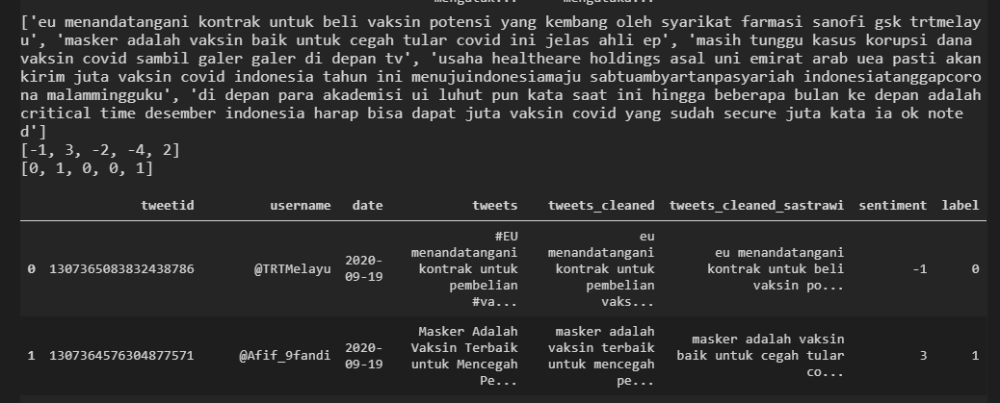 ['eu menandatangani kontrak untuk beli vaksin potensi yang kembang oleh syarikat farmasi sanofi gsk trtmelay
u', 'masker adalah vaksin baik untuk cegah tular covid ini jelas ahli ep', 'masih tunggu kasus korupsi dana
vaksin covid sambil galer galer di depan tv', 'usaha healtheare holdings asal uni emirat arab uea pasti akan
kirim juta vaksin covid indonesia tahun ini menujuindonesiamaju sabtuambyartanpasyariah indonesiatanggapcoro
na malammingguku', 'di depan para akademisi ui luhut pun kata saat ini hingga beberapa bulan ke depan adalah
critical time desember indonesia harap bisa dapat juta vaksin covid yang sudah secure juta kata ia ok note
d']
[-1, 3, -2, -4, 2]
[0, 1, 0, 0, 1]
tweetid username date tweets tweets_cleaned tweets_cleaned_sastrawi sentiment label
0 1307365083832438786 @TRTMelayu 2020-
09-19
#EU
menandatangani
kontrak untuk
pembelian
#va...
eu
menandatangani
kontrak untuk
pembelian
vaks...
eu menandatangani
kontrak untuk beli
vaksin po...
-1 0
1 1307364576304877571 @Afif_9fandi 2020-
09-19
Masker Adalah
Vaksin Terbaik
untuk Mencegah
Pe...
masker adalah
vaksin terbaik
untuk mencegah
pe...
masker adalah vaksin
baik untuk cegah tular
co...
3 1